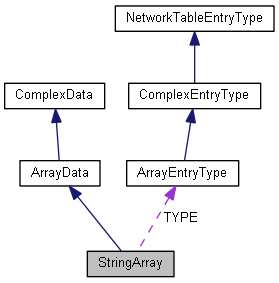 NetworkTableEntryType
ComplexData
ComplexEntryType
ArrayData
ArrayEntryType
TYPE
StringArray